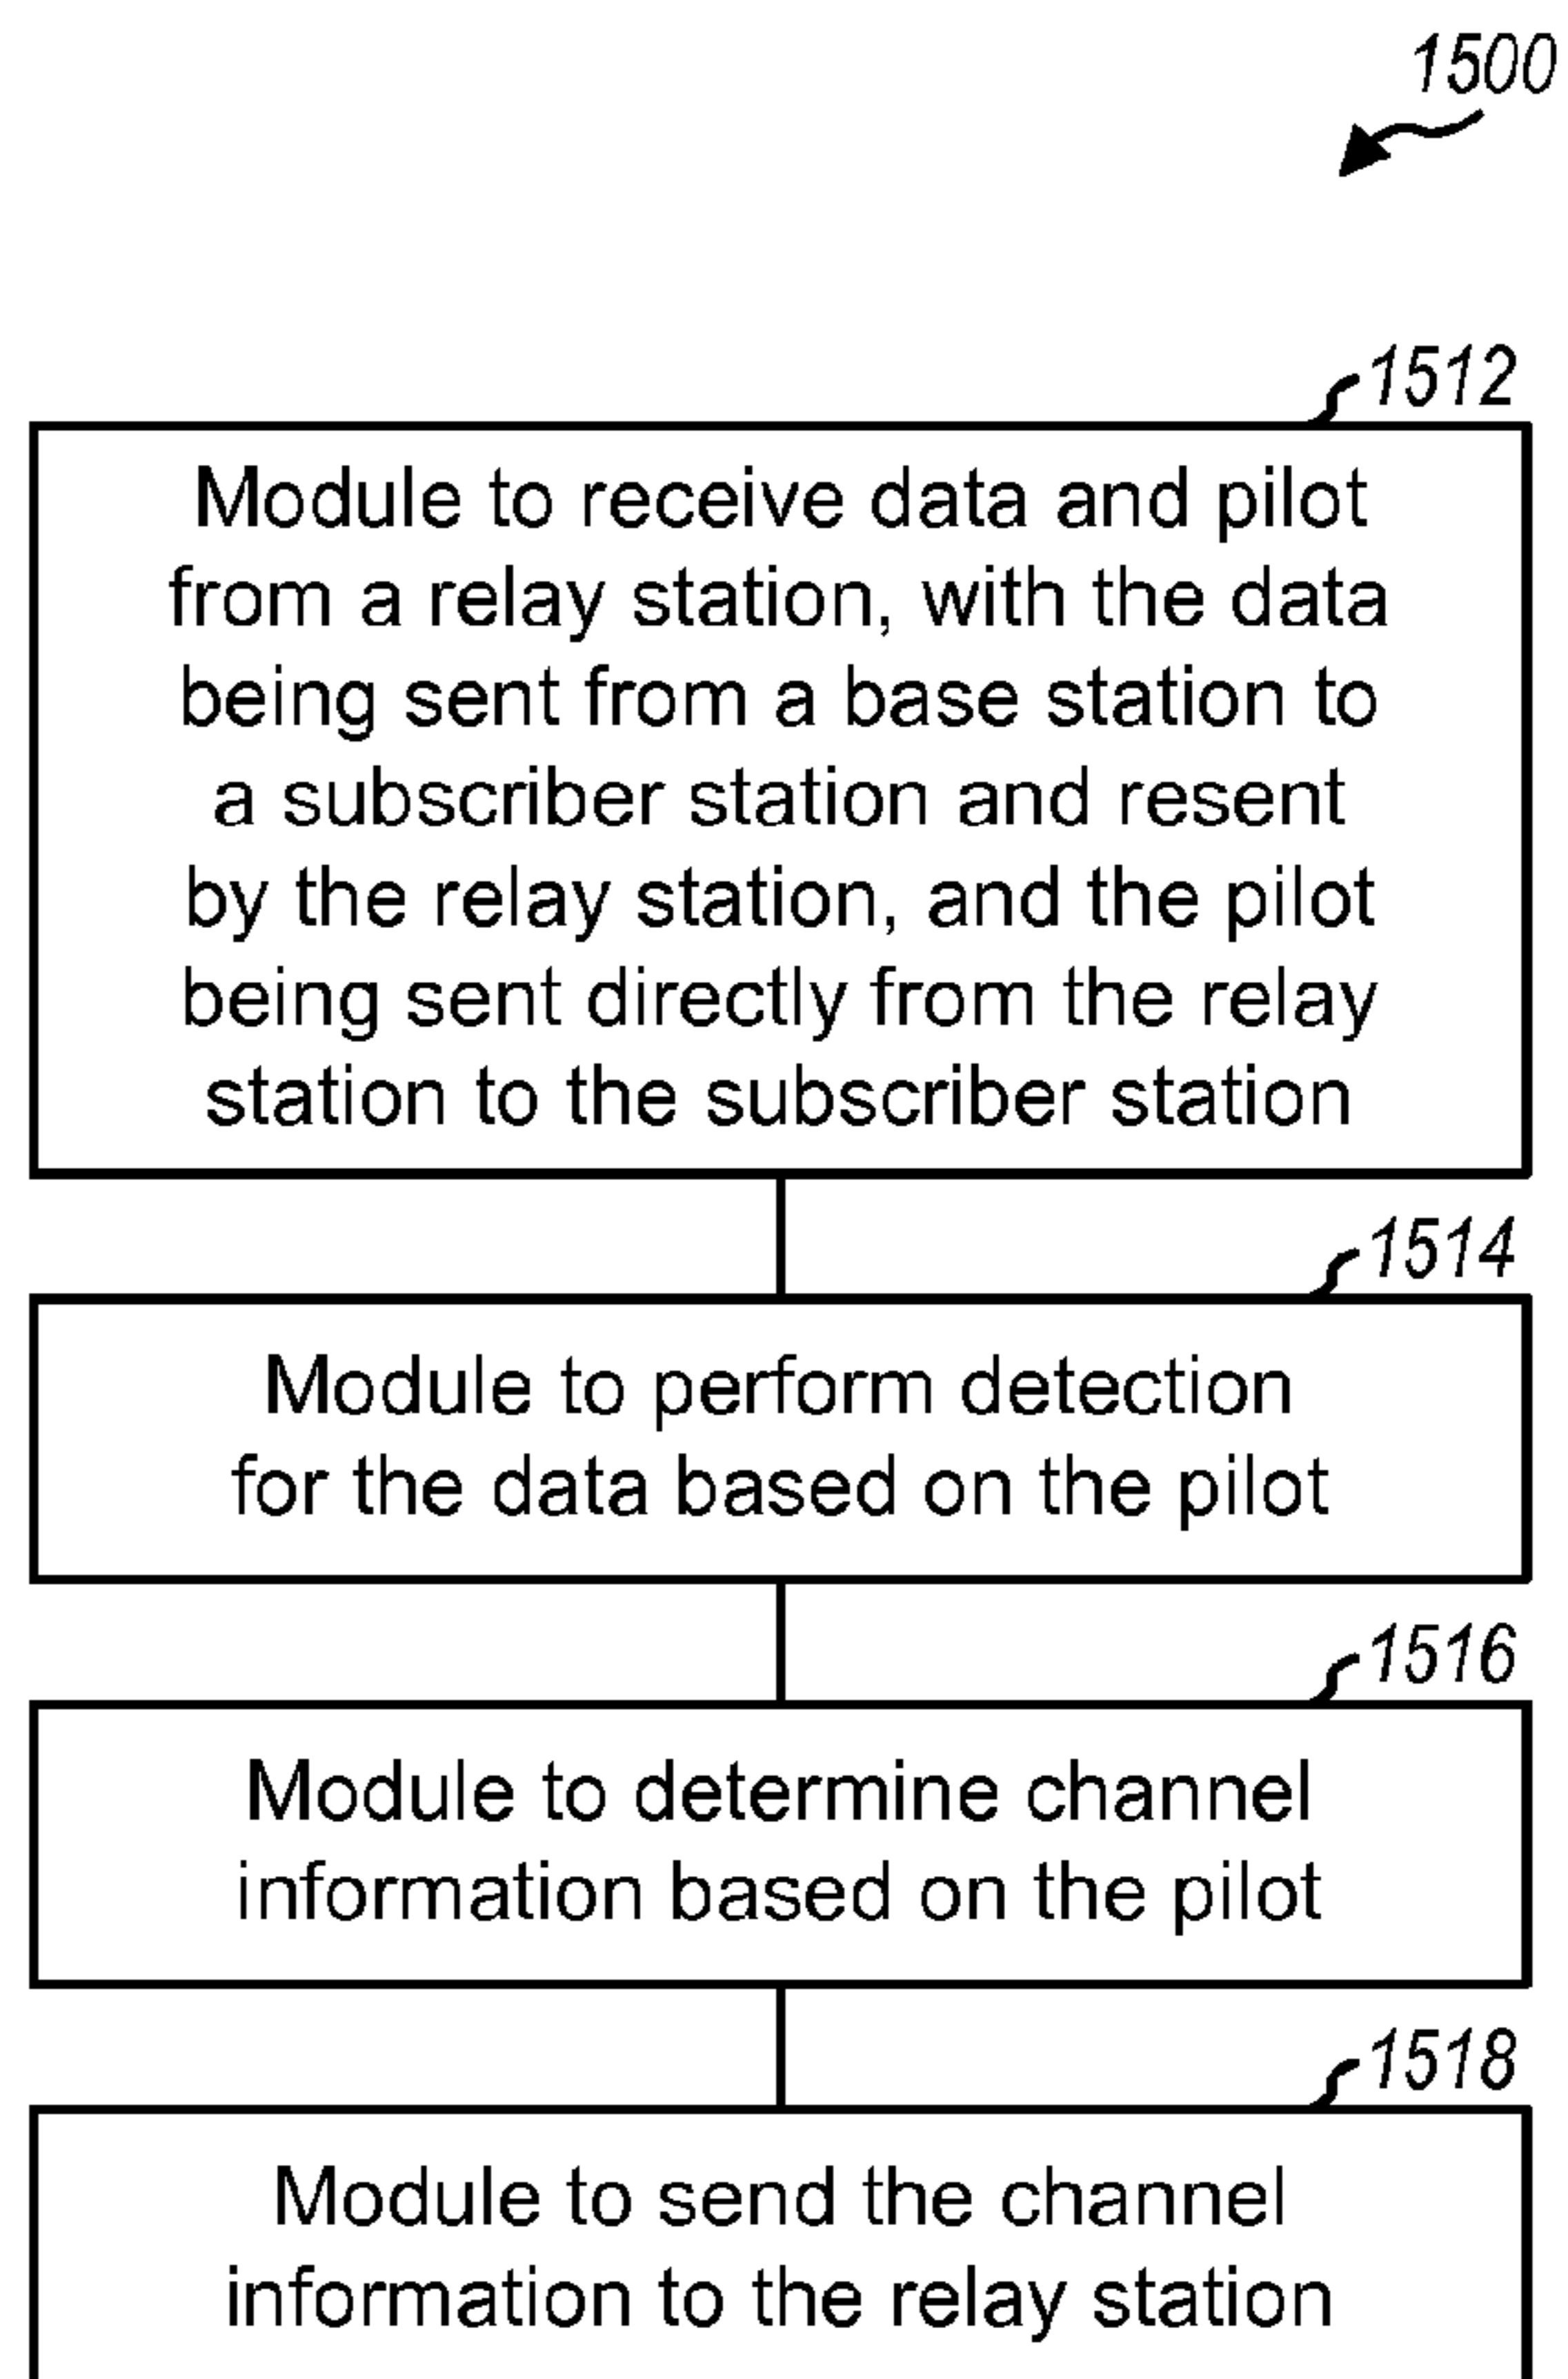 1500
1512
Module to receive data and pilot
from a relay station, with the data
being sent from a base station to
a subscriber station and resent
by the relay station, and the pilot
being sent directly from the relay
station to the subscriber station
1514
Module to perform detection
for the data based on the pilot
1516
Module to determine channel
information based on the pilot
1518
Module to send the channel
information to the relay station